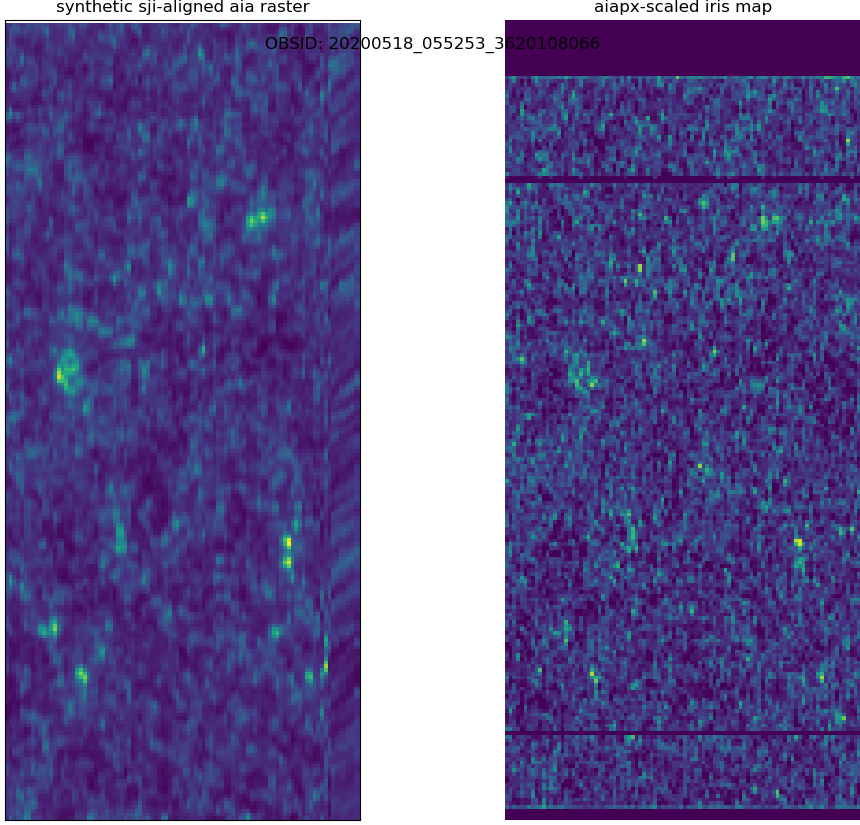 synthetic sji-aligned aia raster
aiapx-scaled iris map
OBSID: 20200518_055253_3620108066